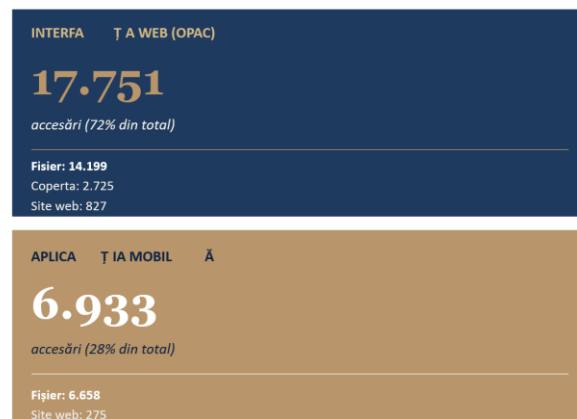 INTERFA Ț A WEB (OPAC)
17.751
accesări (72% din total)
Fisier: 14.199
Coperta: 2.725
Site web: 827
APLICA Ț IA MOBIL Ă
6.933
accesări (28% din total)
Fișier: 6.658
Site web: 275